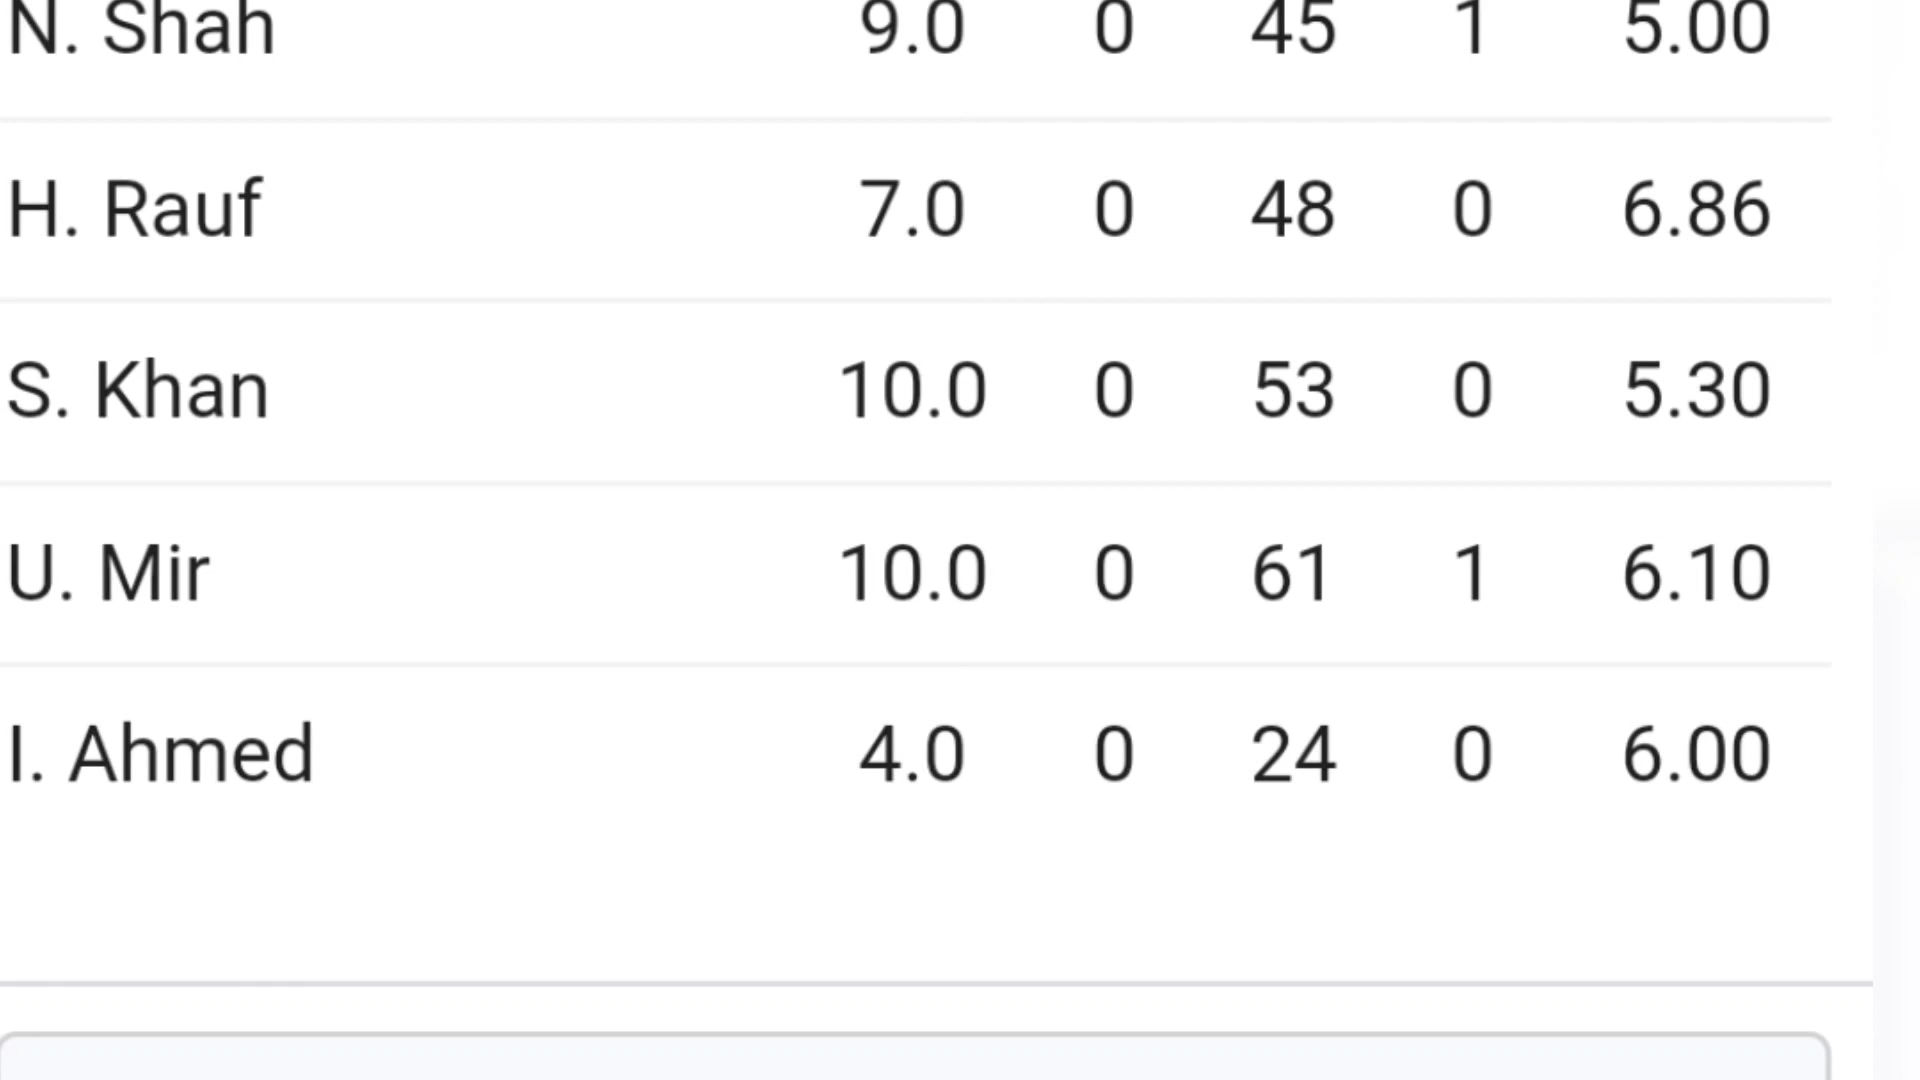 N. Shah 9.0 0 45 1 5.00
H. Rauf 7.0 0 48 0 6.86
S. Khan 10.0 0 53 0 5.30
U. Mir 10.0 0 61 1 6.10
I. Ahmed 4.0 0 24 0 6.00